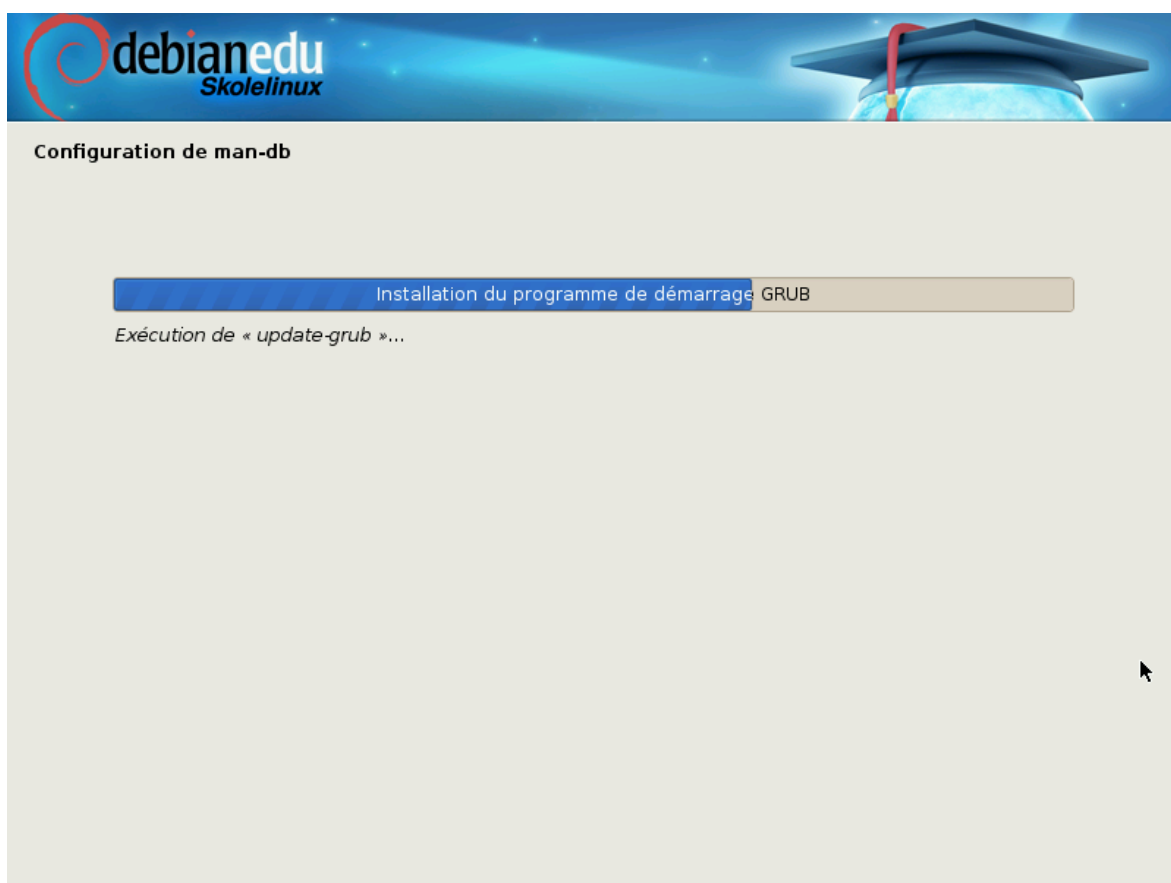 debianedu
Skolelinux
Configuration de man-db
Installation du programme de démarrage GRUB
Exécution de « update-grub »...